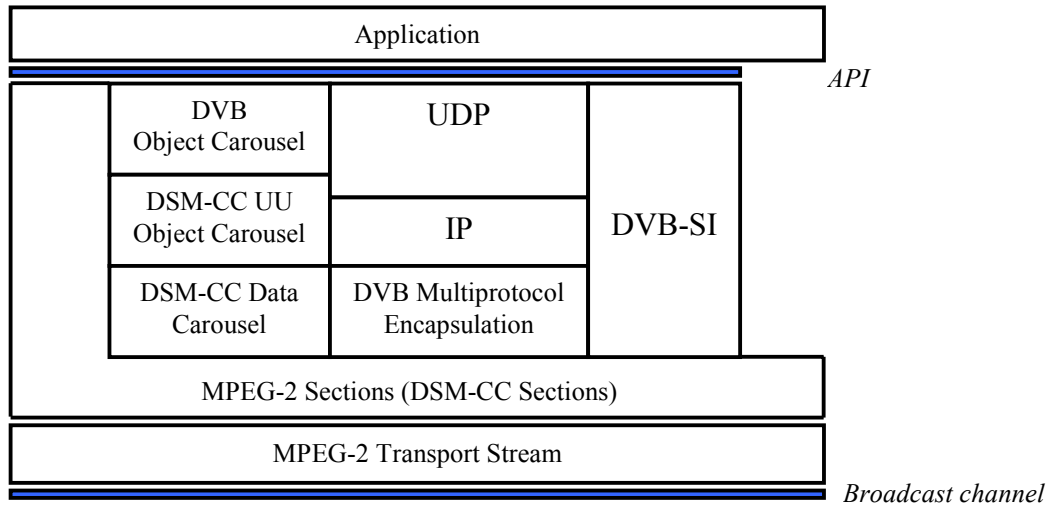 Application
API
DVB
Object Carousel
UDP
DSM-CC UU
Object Carousel
IP
DVB-SI
DSM-CC Data
Carousel
DVB Multiprotocol
Encapsulation
MPEG-2 Sections (DSM-CC Sections)
MPEG-2 Transport Stream
Broadcast channel